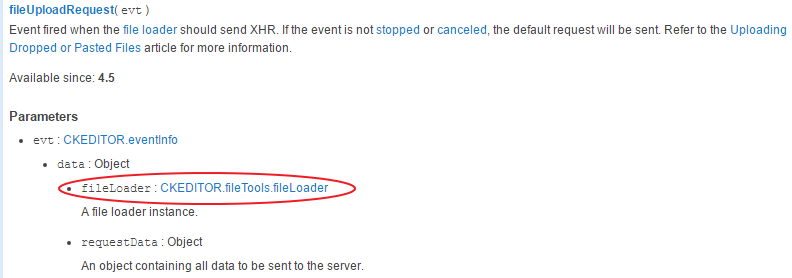 fileUploadRequest( evt )
Event fired when the file loader should send XHR. If the event is not stopped or canceled, the default request will be sent. Refer to the Uploading
Dropped or Pasted Files article for more information.
Available since: 4.5
Parameters
• evt : CKEDITOR.eventInfo
• data : Object
• fileLoader : CKEDITOR.fileTools.fileLoader
A file loader instance.
• requestData : Object
An object containing all data to be sent to the server.